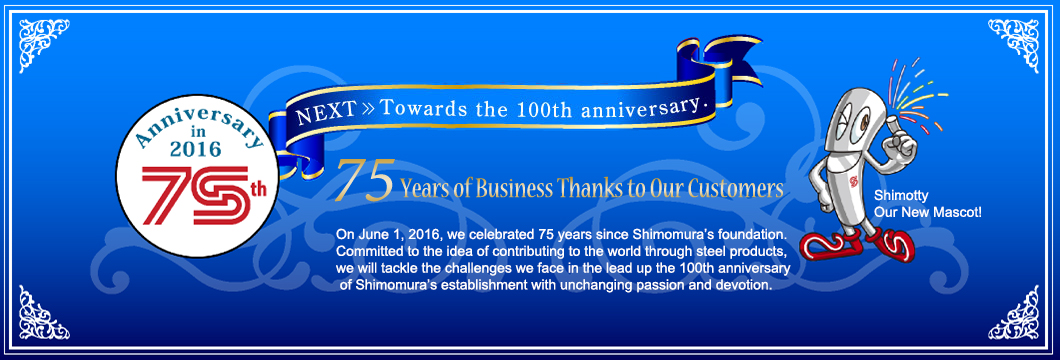 Anniversary
in
2016
75th
NEXT » Towards the 100th anniversary.
75 Years of Business Thanks to Our Customers
On June 1, 2016, we celebrated 75 years since Shimomura's foundation.
Committed to the idea of contributing to the world through steel products,
we will tackle the challenges we face in the lead up the 100th anniversary
of Shimomura's establishment with unchanging passion and devotion.
Shimotty
Our New Mascot!